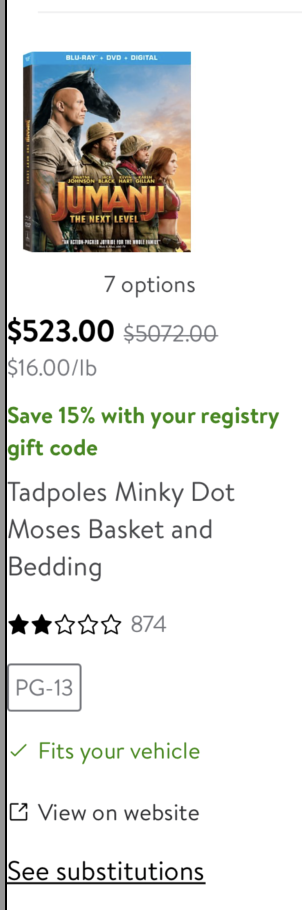 BLU-RAY + DVD + DIGITAL
DWAYNE JOHNSON JACK BLACK KEVIN HART KAREN GILLAN
JUMANJI
THE NEXT LEVEL
"AN ACTION-PACKED JOYRIDE FOR THE WHOLE FAMILY"
7 options
$523.00 $5072.00
$16.00/lb
Save 15% with your registry
gift code
Tadpoles Minky Dot
Moses Basket and
Bedding
874
PG-13
Fits your vehicle
View on website
See substitutions